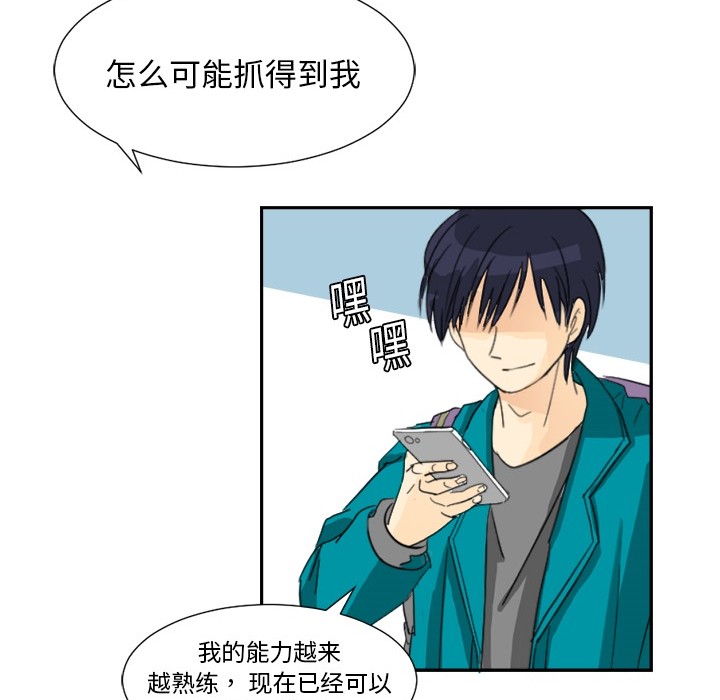 怎么可能抓得到我
嘿
嘿
我的能力越来
越熟练，现在已经可以